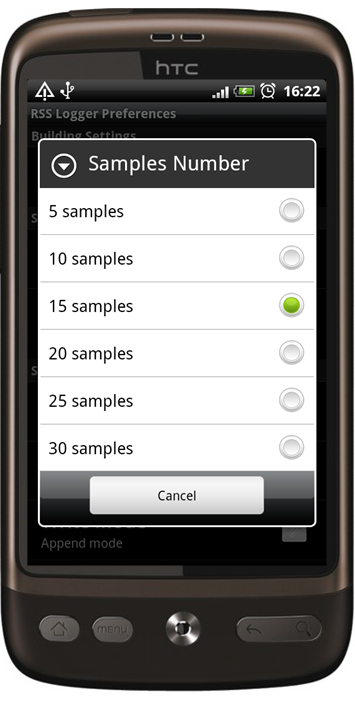 hTC
16:22
RSS Logger Preferences
Building Settings
Samples Number
5 samples
10 samples
15 samples
20 samples
25 samples
30 samples
Cancel
Append mode
menu